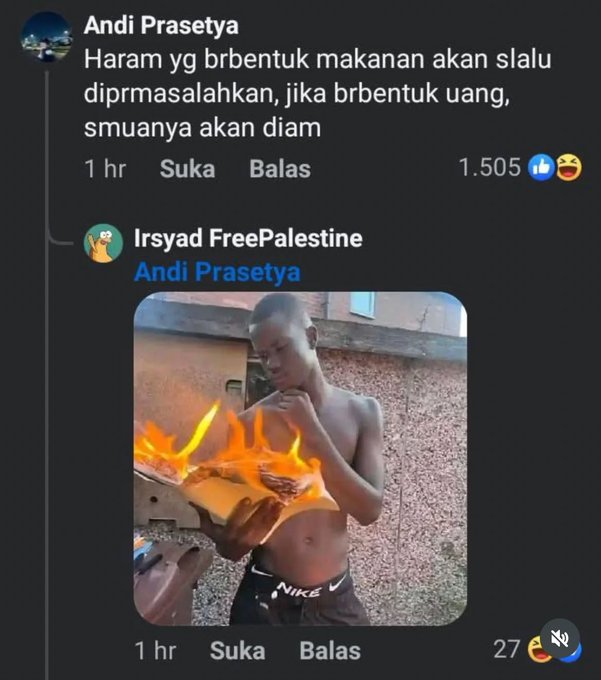 Andi Prasetya
Haram yg brbentuk makanan akan slalu
diprmasalahkan, jika brbentuk uang,
smuanya akan diam
1 hr Suka Balas 1.505
Irsyad FreePalestine
Andi Prasetya
NIKE
1 hr Suka Balas 27